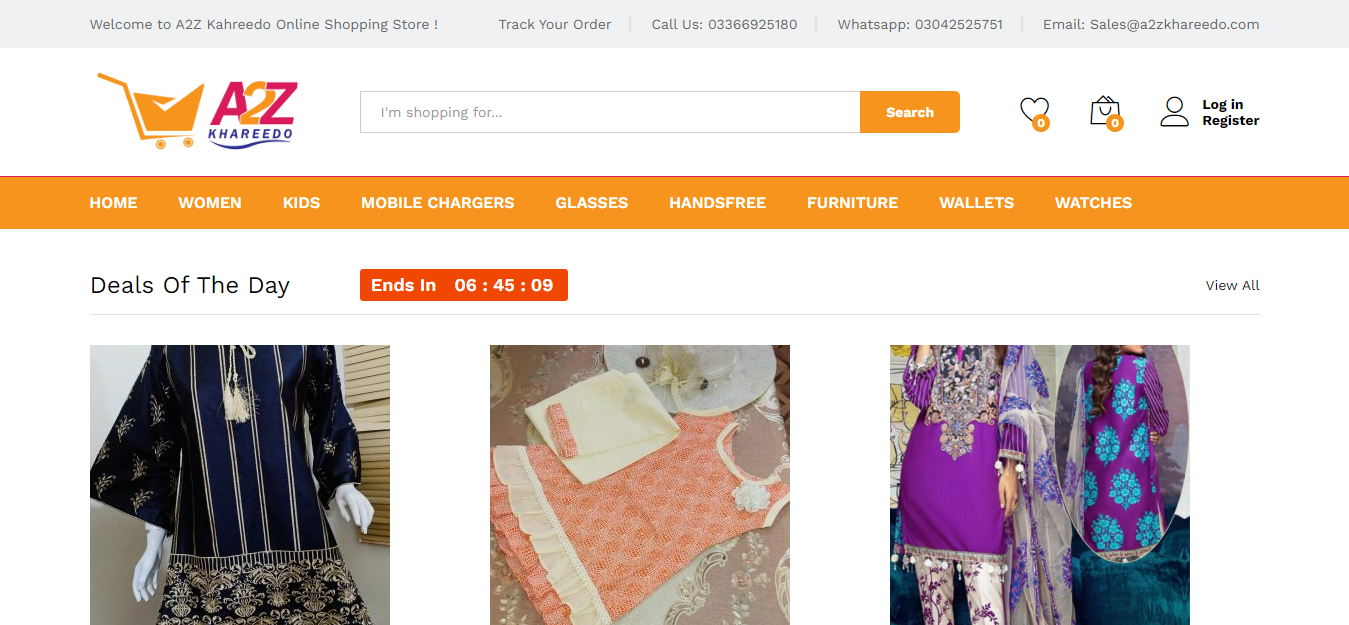 Welcome to A2Z Kahreedo Online Shopping Store !
Track Your Order
Call Us: 03366925180
Whatsapp: 03042525751
Email: Sales@a2zkhareedo.com
A2Z
KHAREEDO
I'm shopping for...
Search
0
0
Log in
Register
HOME
WOMEN
KIDS
MOBILE CHARGERS
GLASSES
HANDSFREE
FURNITURE
WALLETS
WATCHES
Deals Of The Day
Ends In 06 : 45 : 09
View All